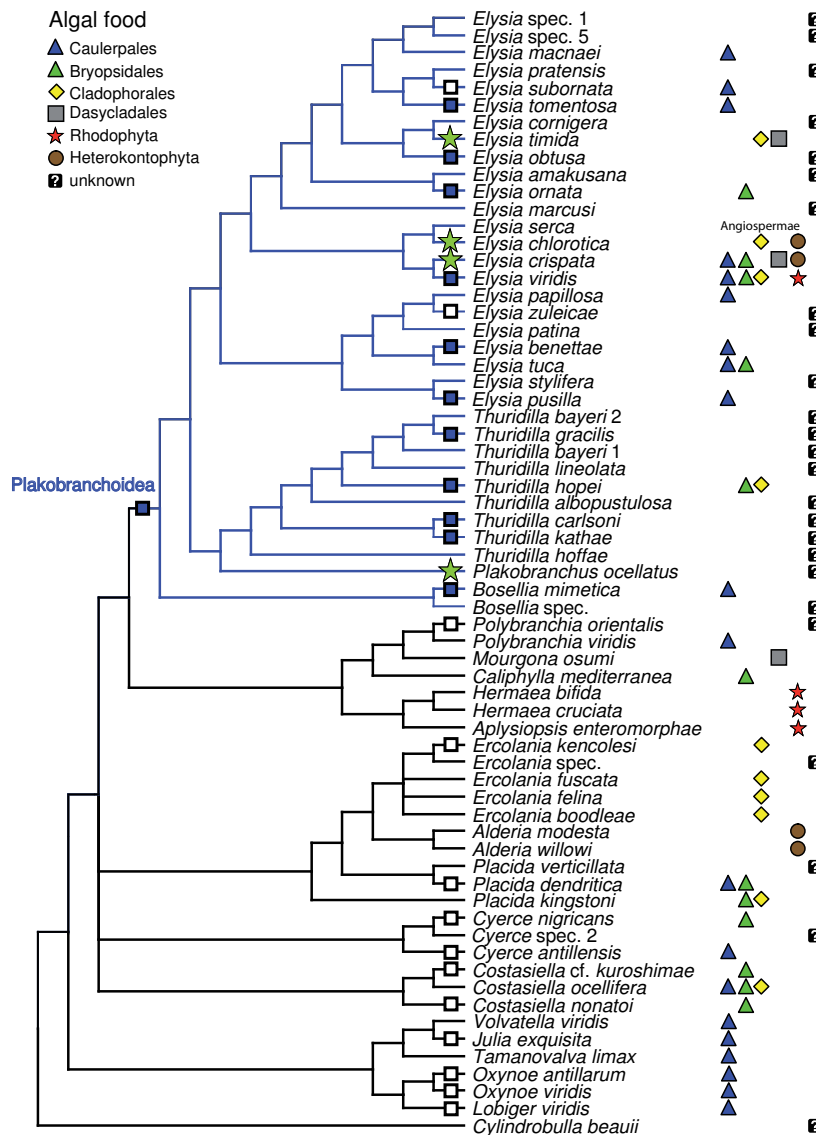 Algal food
Caulerpales
Bryopsidales
Cladophorales
Dasycladales
Rhodophyta
Heterokontophyta
? unknown
Plakobranchoidea
Elysia spec. 1 ?
Elysia spec. 5 ?
Elysia macnaei
Elysia pratensis ?
Elysia subornata
Elysia tomentosa
Elysia cornigera ?
Elysia timida
Elysia obtusa ?
Elysia amakusana ?
Elysia ornata
Elysia marcusi ?
Elysia serca Angiospermae
Elysia chlorotica
Elysia crispata
Elysia viridis
Elysia papillosa
Elysia zuleicae ?
Elysia patina ?
Elysia benettae
Elysia tuca
Elysia stylifera ?
Elysia pusilla
Thuridilla bayeri 2 ?
Thuridilla gracilis ?
Thuridilla bayeri 1 ?
Thuridilla lineolata ?
Thuridilla hopei
Thuridilla albopustulosa ?
Thuridilla carlsoni ?
Thuridilla kathae ?
Thuridilla hoffae ?
Plakobranchus ocellatus ?
Bosellia mimetica
Bosellia spec. ?
Polybranchia orientalis ?
Polybranchia viridis
Mourgona osumi
Caliphylla mediterranea
Hermaea bifida
Hermaea cruciata
Aplysiopsis enteromorphae
Ercolania kencolesi
Ercolania spec. ?
Ercolania fuscata
Ercolania felina
Ercolania boodleae
Alderia modesta
Alderia willowi
Placida verticillata ?
Placida dendritica
Placida kingstoni
Cyerce nigricans
Cyerce spec. 2 ?
Cyerce antillensis
Costasiella cf. kuroshimae
Costasiella ocellifera
Costasiella nonatoi
Volvatella viridis
Julia exquisita
Tamanovalva limax
Oxynoe antillarum
Oxynoe viridis
Lobiger viridis
Cylindrobulla beauii ?